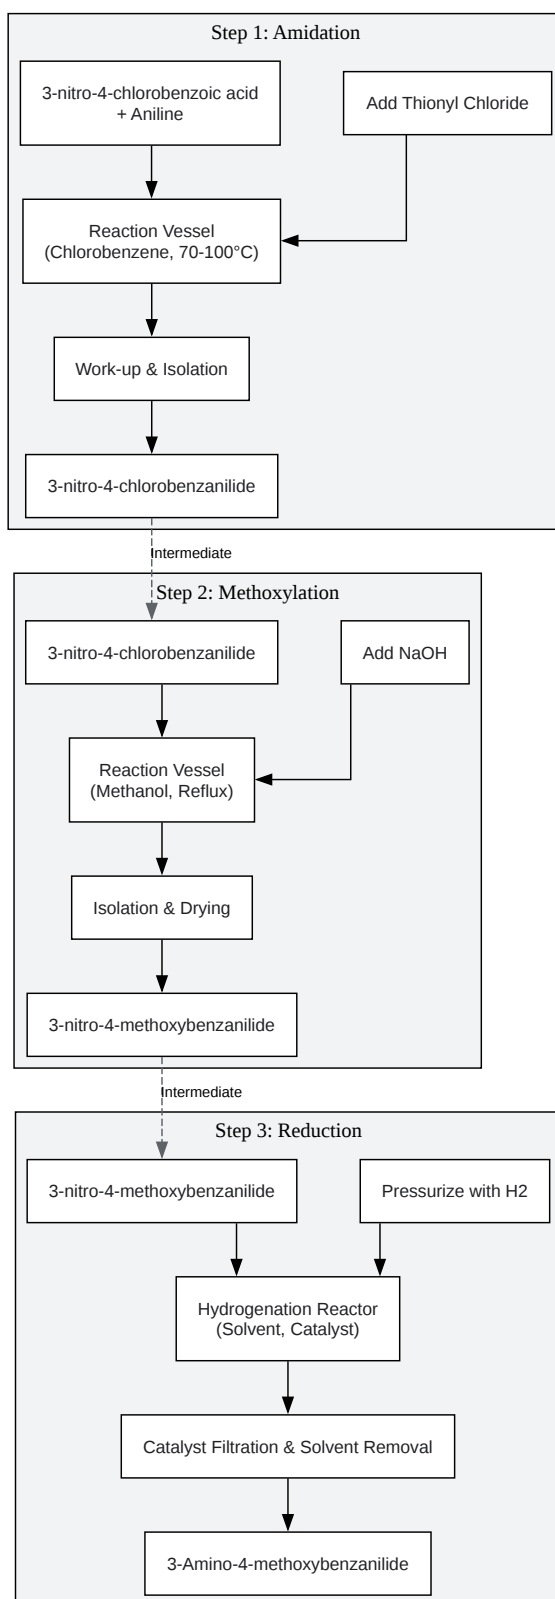 Step 1: Amidation
3-nitro-4-chlorobenzoic acid
+ Aniline
Add Thionyl Chloride
Reaction Vessel
(Chlorobenzene, 70-100°C)
Work-up & Isolation
3-nitro-4-chlorobenzanilide
Intermediate
Step 2: Methoxylation
3-nitro-4-chlorobenzanilide
Add NaOH
Reaction Vessel
(Methanol, Reflux)
Isolation & Drying
3-nitro-4-methoxybenzanilide
Intermediate
Step 3: Reduction
3-nitro-4-methoxybenzanilide
Pressurize with H2
Hydrogenation Reactor
(Solvent, Catalyst)
Catalyst Filtration & Solvent Removal
3-Amino-4-methoxybenzanilide